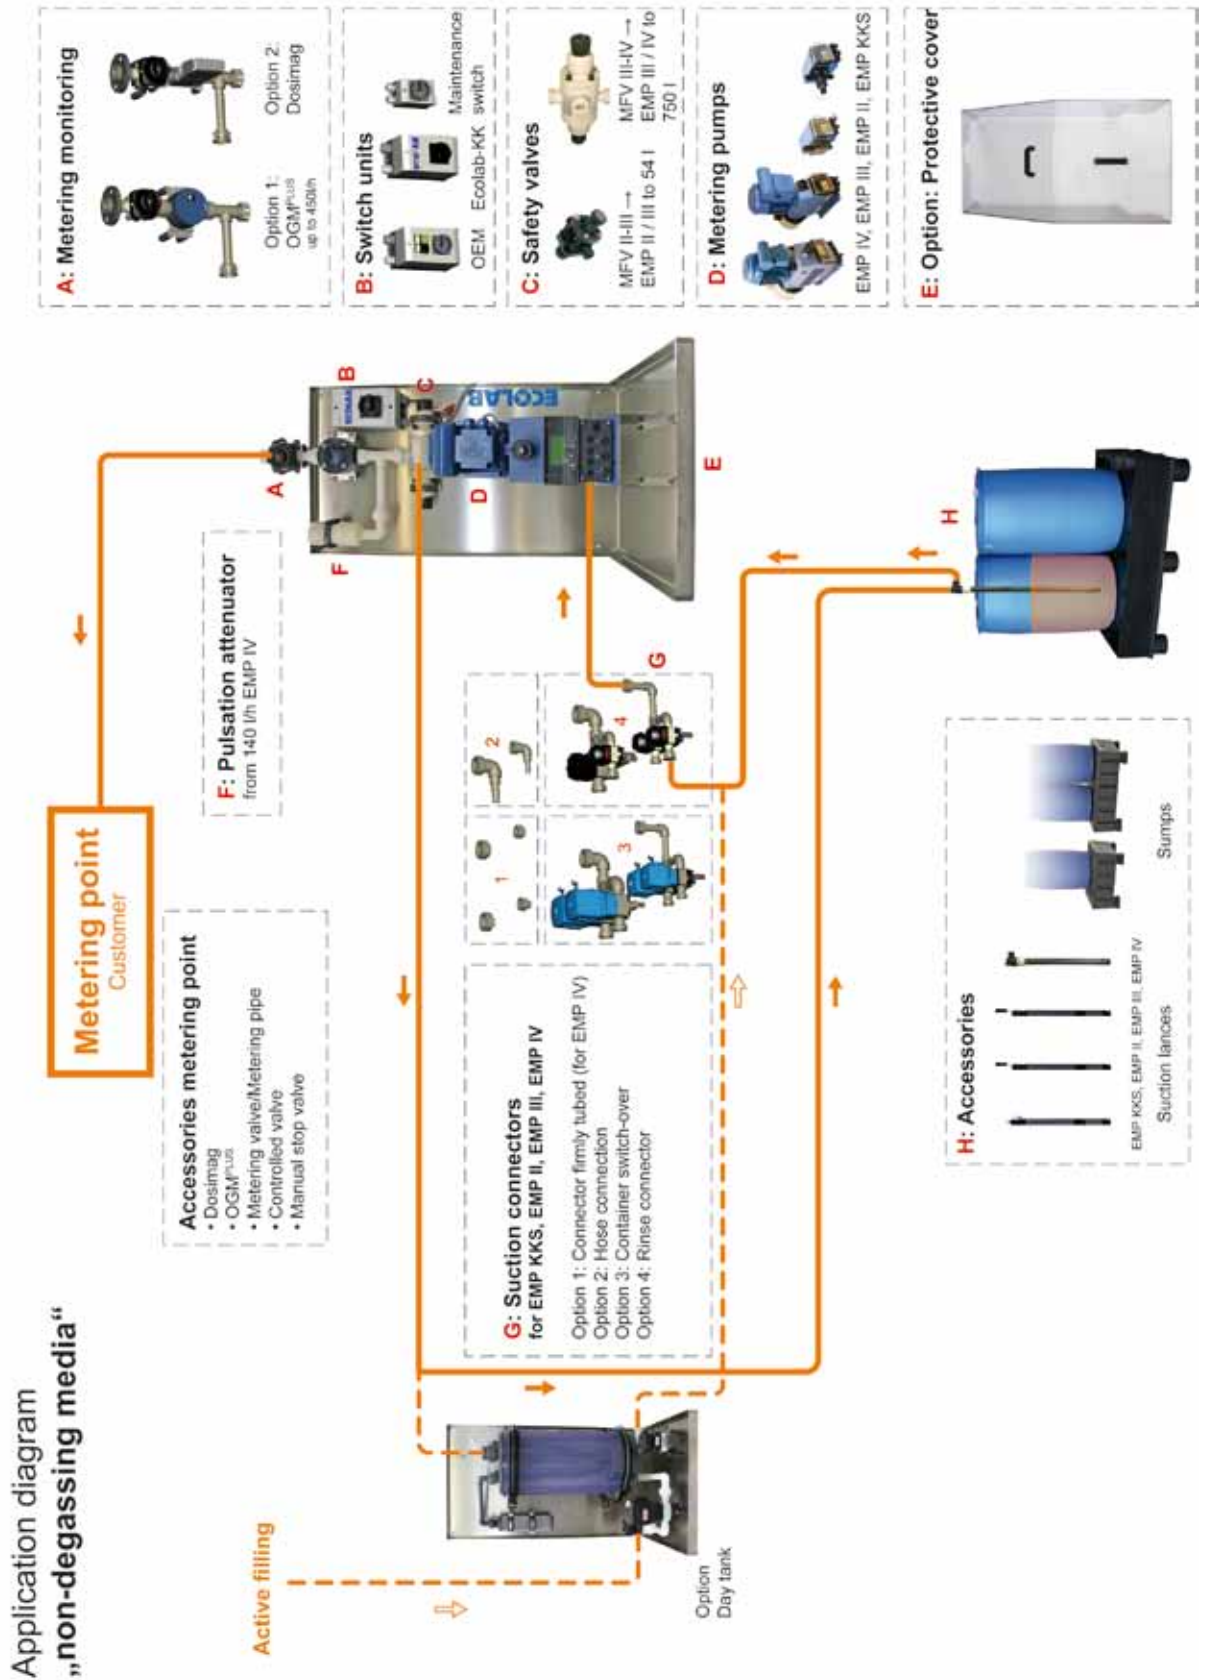 Application diagram
„non-degassing media“
Active filling
Option
Day tank
Metering point
Customer
Accessories metering point
• Dosimag
• OGMPLUS
• Metering valve/Metering pipe
• Controlled valve
• Manual stop valve
F: Pulsation attenuator
from 140 l/h EMP IV
G: Suction connectors
for EMP KKS, EMP II, EMP III, EMP IV
Option 1: Connector firmly tubed (for EMP IV)
Option 2: Hose connection
Option 3: Container switch-over
Option 4: Rinse connector
1
2
3
4
G
A
B
C
D
E
F
H
ECOLAB
H: Accessories
EMP KKS, EMP II, EMP III, EMP IV
Suction lances
Sumps
A: Metering monitoring
Option 1:
OGMPLUS
up to 450l/h
Option 2:
Dosimag
B: Switch units
OEM
Ecolab-KK
Maintenance
switch
C: Safety valves
MFV II-III →
EMP II / III to 54 l
MFV III-IV →
EMP III / IV to
750 l
D: Metering pumps
EMP IV, EMP III, EMP II, EMP KKS
E: Option: Protective cover